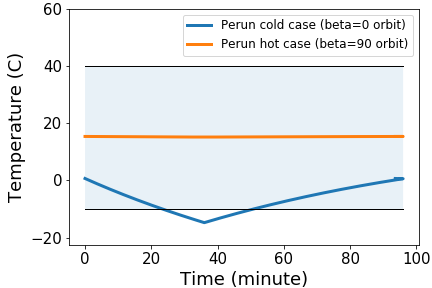 Perun cold case (beta=0 orbit)
Perun hot case (beta=90 orbit)
Temperature (C)
60
40
20
0
−20
0 20 40 60 80 100
Time (minute)